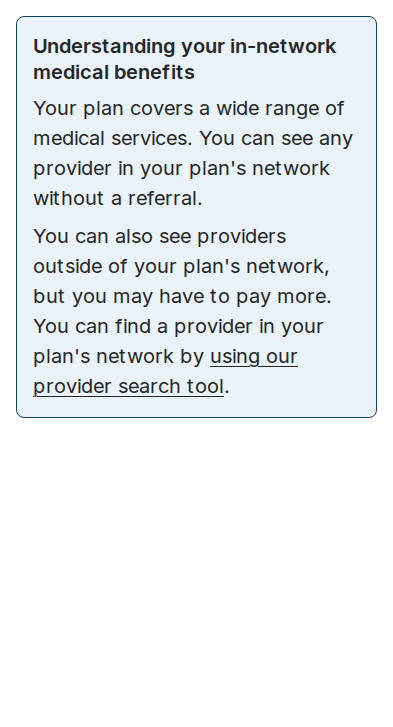 Understanding your in-network
medical benefits
Your plan covers a wide range of
medical services. You can see any
provider in your plan's network
without a referral.
You can also see providers
outside of your plan's network,
but you may have to pay more.
You can find a provider in your
plan's network by using our
provider search tool.